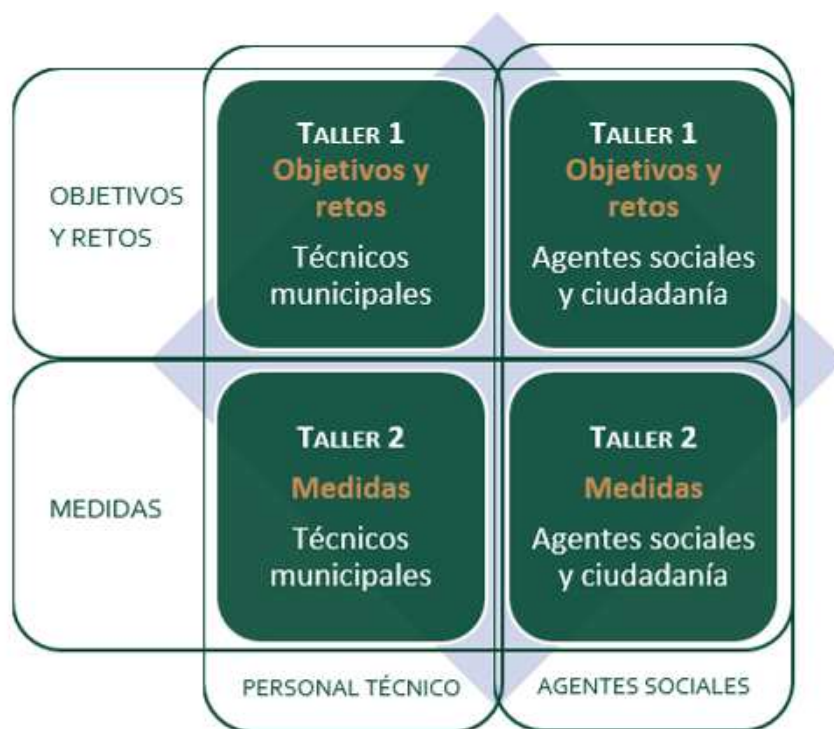 OBJETIVOS
Y RETOS
TALLER 1
Objetivos y
retos
Técnicos
municipales
TALLER 1
Objetivos y
retos
Agentes sociales
y ciudadanía
MEDIDAS
TALLER 2
Medidas
Técnicos
municipales
TALLER 2
Medidas
Agentes sociales
y ciudadanía
PERSONAL TÉCNICO
AGENTES SOCIALES